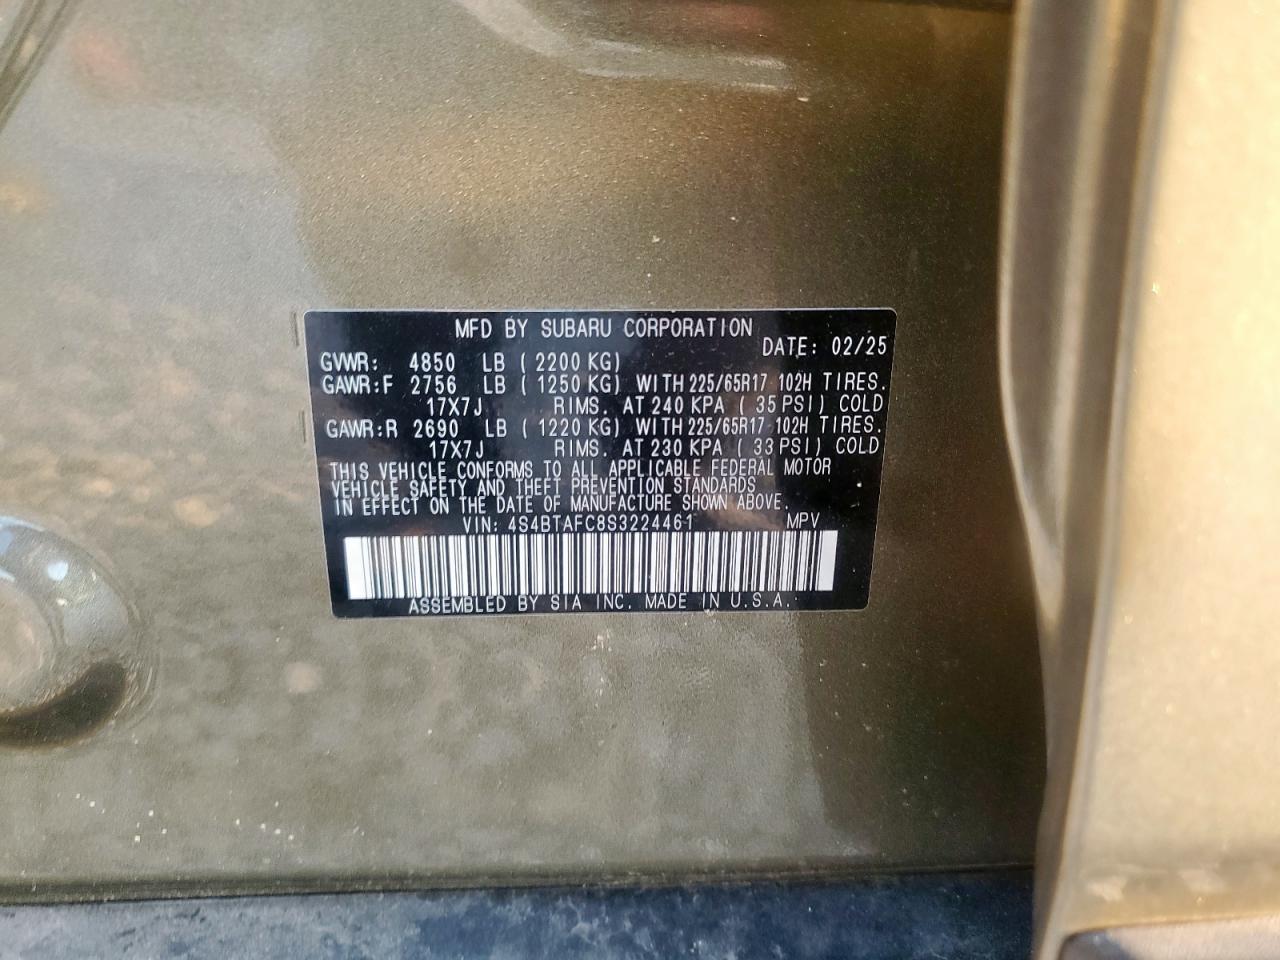 MFD BY SUBARU CORPORATION
DATE: 02/25
GVWR: 4850 LB ( 2200 KG)
GAWR:F 2756 LB ( 1250 KG) WITH 225/65R17 102H TIRES.
17X7J RIMS. AT 240 KPA ( 35 PSI) COLD
GAWR:R 2690 LB ( 1220 KG) WITH 225/65R17 102H TIRES.
17X7J RIMS. AT 230 KPA ( 33 PSI) COLD
THIS VEHICLE CONFORMS TO ALL APPLICABLE FEDERAL MOTOR
VEHICLE SAFETY AND THEFT PREVENTION STANDARDS
IN EFFECT ON THE DATE OF MANUFACTURE SHOWN ABOVE.
VIN: 4S4BTAFC8S3224461 MPV
ASSEMBLED BY SIA INC. MADE IN U.S.A.